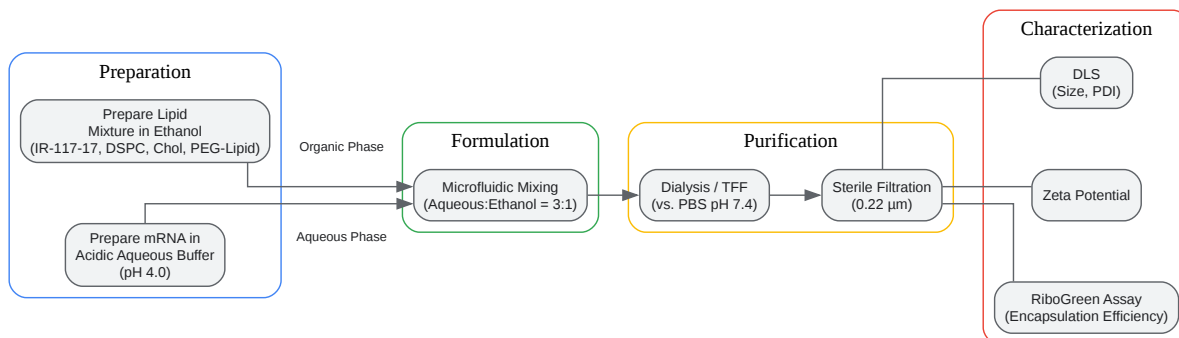 Preparation
Prepare Lipid
Mixture in Ethanol
(IR-117-17, DSPC, Chol, PEG-Lipid)
Prepare mRNA in
Acidic Aqueous Buffer
(pH 4.0)
Organic Phase
Aqueous Phase
Formulation
Microfluidic Mixing
(Aqueous:Ethanol = 3:1)
Purification
Dialysis / TFF
(vs. PBS pH 7.4)
Sterile Filtration
(0.22 µm)
Characterization
DLS
(Size, PDI)
Zeta Potential
RiboGreen Assay
(Encapsulation Efficiency)